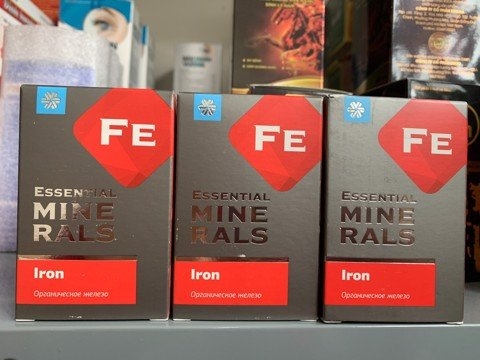 FE
ESSENTIAL
MINE
RALS
Iron
Органическое железо
FE
ESSENTIAL
MINE
RALS
Iron
Органическое железо
FE
ESSENTIAL
MINE
RALS
Iron
Органическое железо